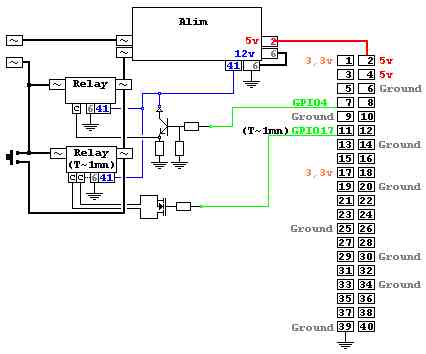 Alim
5v 2
~ ~ 12v 6
~ ~ 41 6
3,3v 1 2 5v
Relay 3 4 5v
~ ~ 5 6 Ground
C 6 41 GPIO4 7 8
Ground 9 10
(T~1mn) GPIO17 11 12
13 14 Ground
Relay 15 16
~ (T~1mn) ~ 3,3v 17 18
C C 6 41 19 20 Ground
21 22
23 24
Ground 25 26
27 28
29 30 Ground
31 32
33 34 Ground
35 36
37 38
Ground 39 40